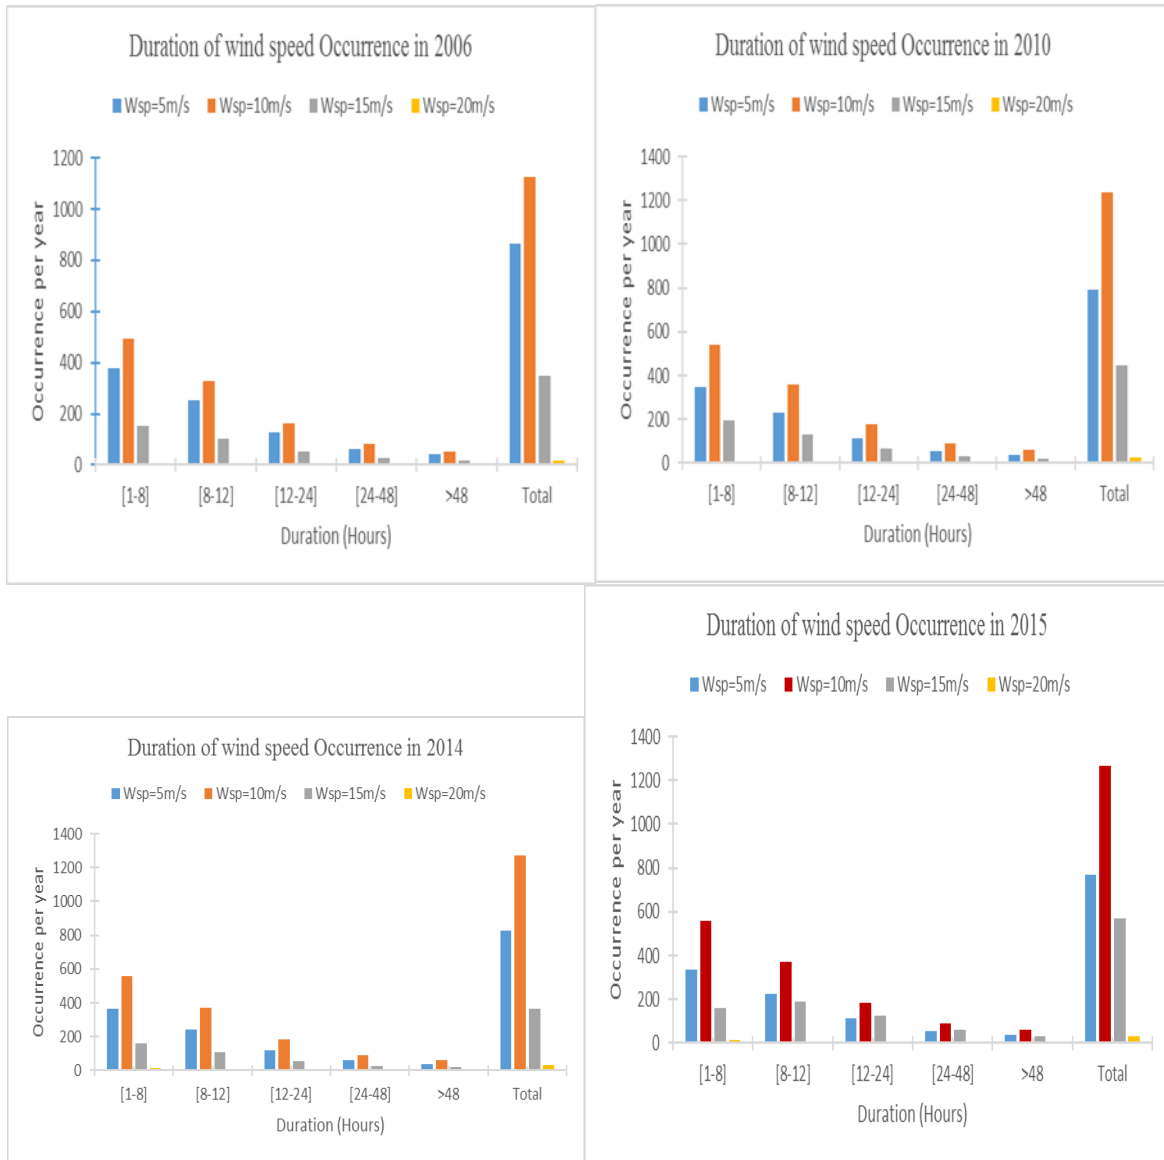 Duration of wind speed Occurrence in 2006
Wsp=5m/s Wsp=10m/s Wsp=15m/s Wsp=20m/s
Occurrence per year
1200
1000
800
600
400
200
0
[1-8] [8-12] [12-24] [24-48] >48 Total
Duration (Hours)
Duration of wind speed Occurrence in 2010
Wsp=5m/s Wsp=10m/s Wsp=15m/s Wsp=20m/s
Occurrence per year
1400
1200
1000
800
600
400
200
0
[1-8] [8-12] [12-24] [24-48] >48 Total
Duration (Hours)
Duration of wind speed Occurrence in 2014
Wsp=5m/s Wsp=10m/s Wsp=15m/s Wsp=20m/s
Occurrence per year
1400
1200
1000
800
600
400
200
0
[1-8] [8-12] [12-24] [24-48] >48 Total
Duration (Hours)
Duration of wind speed Occurrence in 2015
Wsp=5m/s Wsp=10m/s Wsp=15m/s Wsp=20m/s
Occurrence per year
1400
1200
1000
800
600
400
200
0
[1-8] [8-12] [12-24] [24-48] >48 Total
Duration (Hours)